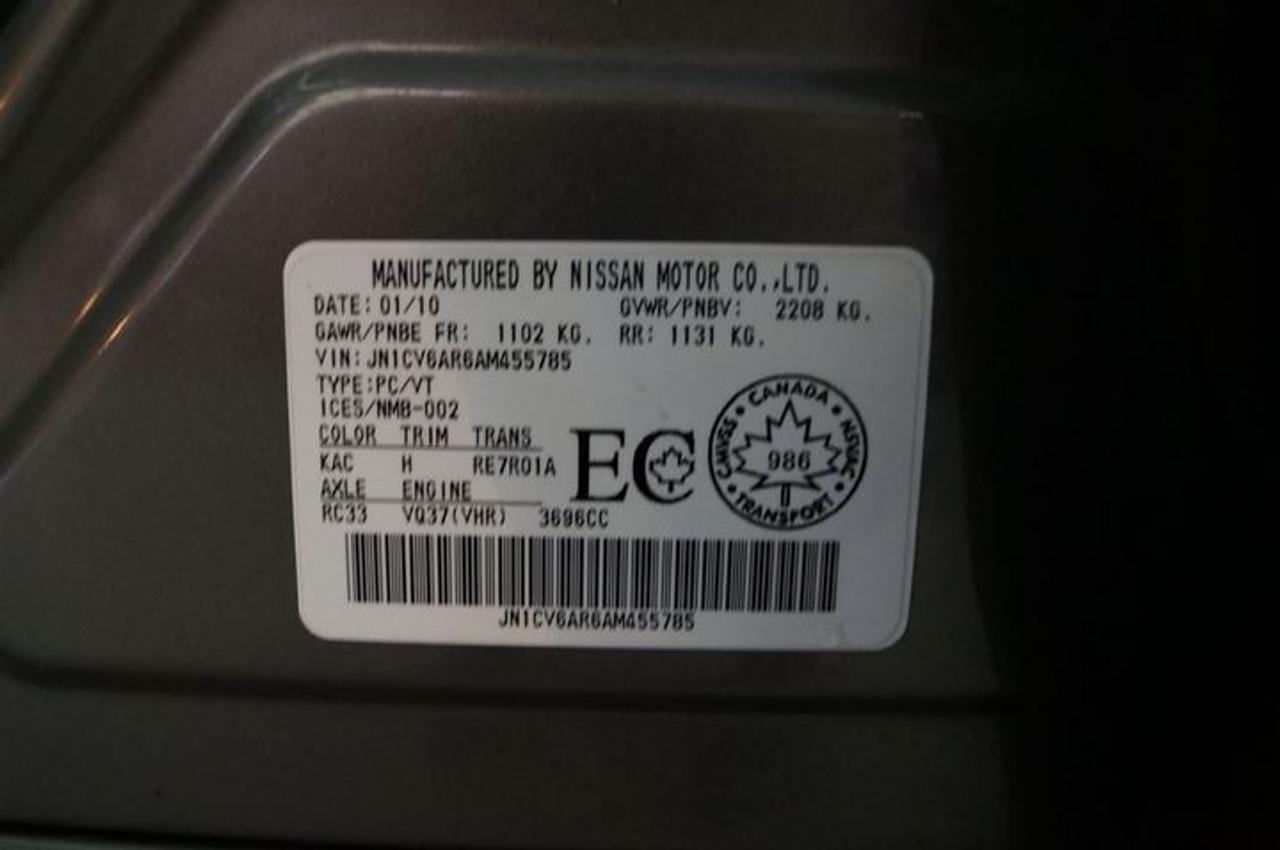 MANUFACTURED BY NISSAN MOTOR CO.,LTD.
DATE: 01/10 GVWR/PNBV: 2208 KG.
GAWR/PNBE FR: 1102 KG. RR: 1131 KG.
VIN: JN1CV6AR6AM455785
TYPE:PC/VT
ICES/NMB-002
COLOR TRIM TRANS
KAC H RE7R01A
AXLE ENGINE
RC33 VQ37(VHR) 3696CC
EC
CANADA
CMVSS • NSVAC
986
TRANSPORT
JN1CV6AR6AM455785